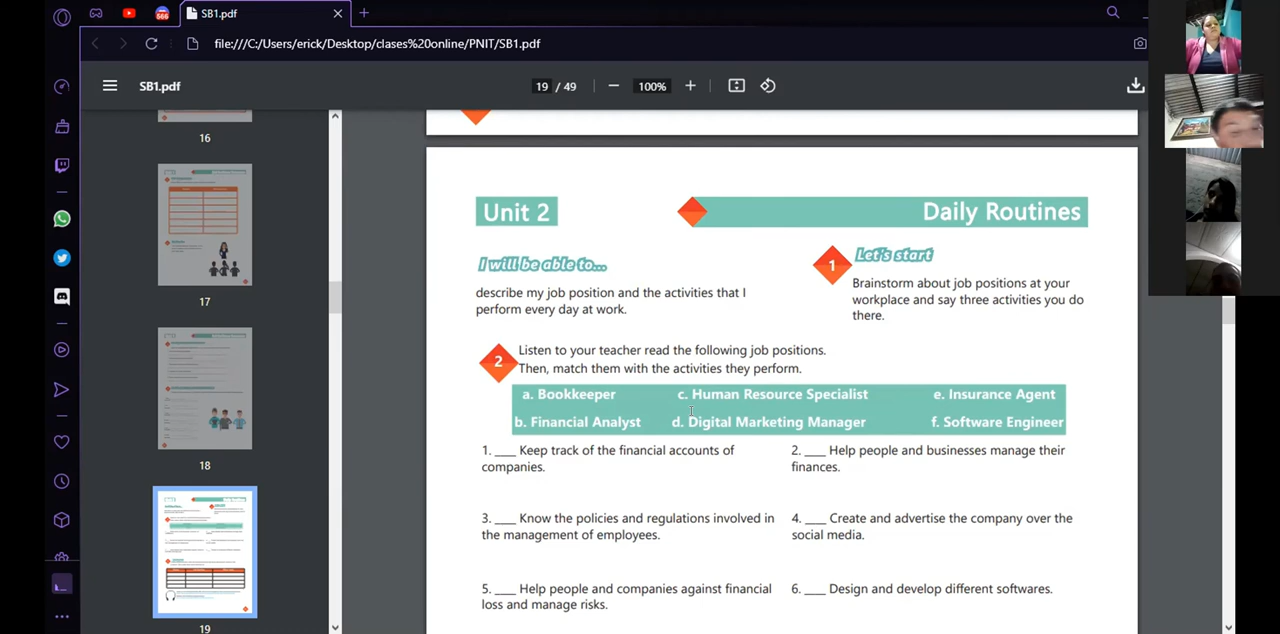 SB1.pdf
file:///C:/Users/erick/Desktop/clases%20online/PNIT/SB1.pdf
SB1.pdf
19 / 49
100%
16
17
18
19
Unit 2
Daily Routines
I will be able to...
describe my job position and the activities that I
perform every day at work.
1
Let's start
Brainstorm about job positions at your
workplace and say three activities you do
there.
2
Listen to your teacher read the following job positions.
Then, match them with the activities they perform.
a. Bookkeeper
c. Human Resource Specialist
e. Insurance Agent
b. Financial Analyst
d. Digital Marketing Manager
f. Software Engineer
1. ___ Keep track of the financial accounts of
companies.
2. ___ Help people and businesses manage their
finances.
3. ___ Know the policies and regulations involved in
the management of employees.
4. ___ Create and advertise the company over the
social media.
5. ___ Help people and companies against financial
loss and manage risks.
6. ___ Design and develop different softwares.